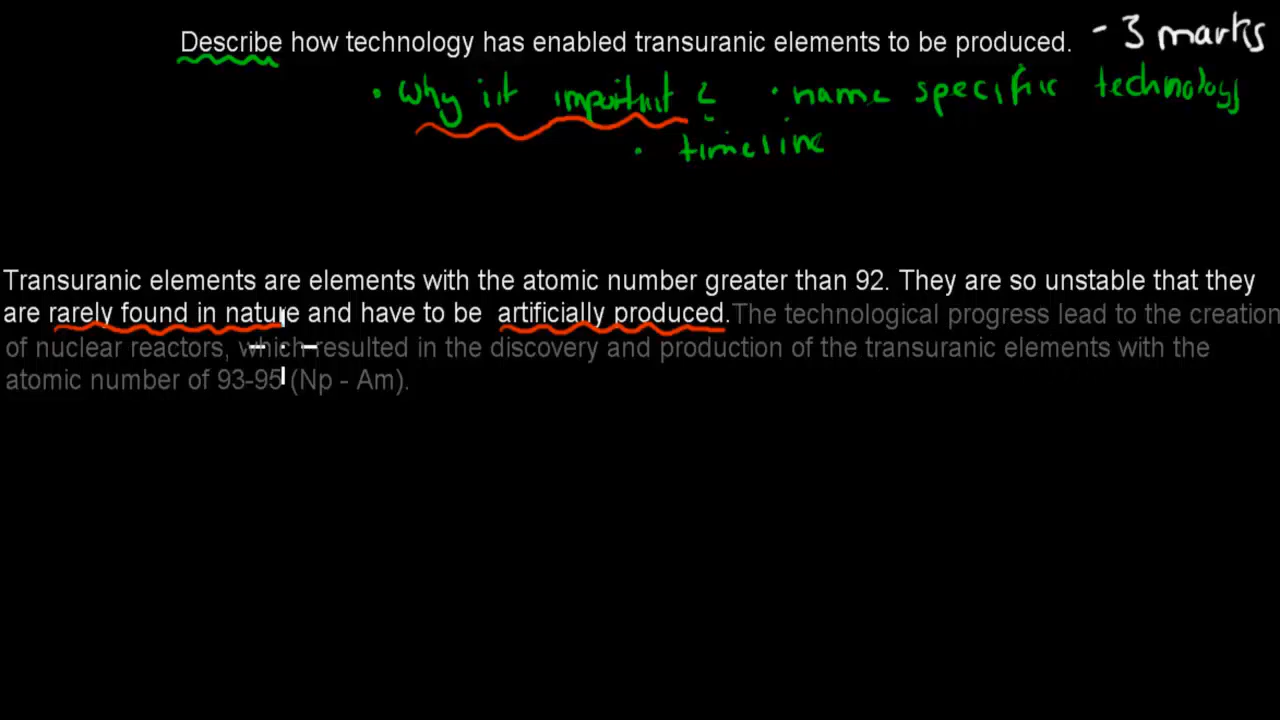 Describe how technology has enabled transuranic elements to be produced. - 3 marks
• why is it important ? • name specific technology
• timeline
Transuranic elements are elements with the atomic number greater than 92. They are so unstable that they
are rarely found in nature and have to be artificially produced. The technological progress lead to the creation
of nuclear reactors, which resulted in the discovery and production of the transuranic elements with the
atomic number of 93-95 (Np - Am).